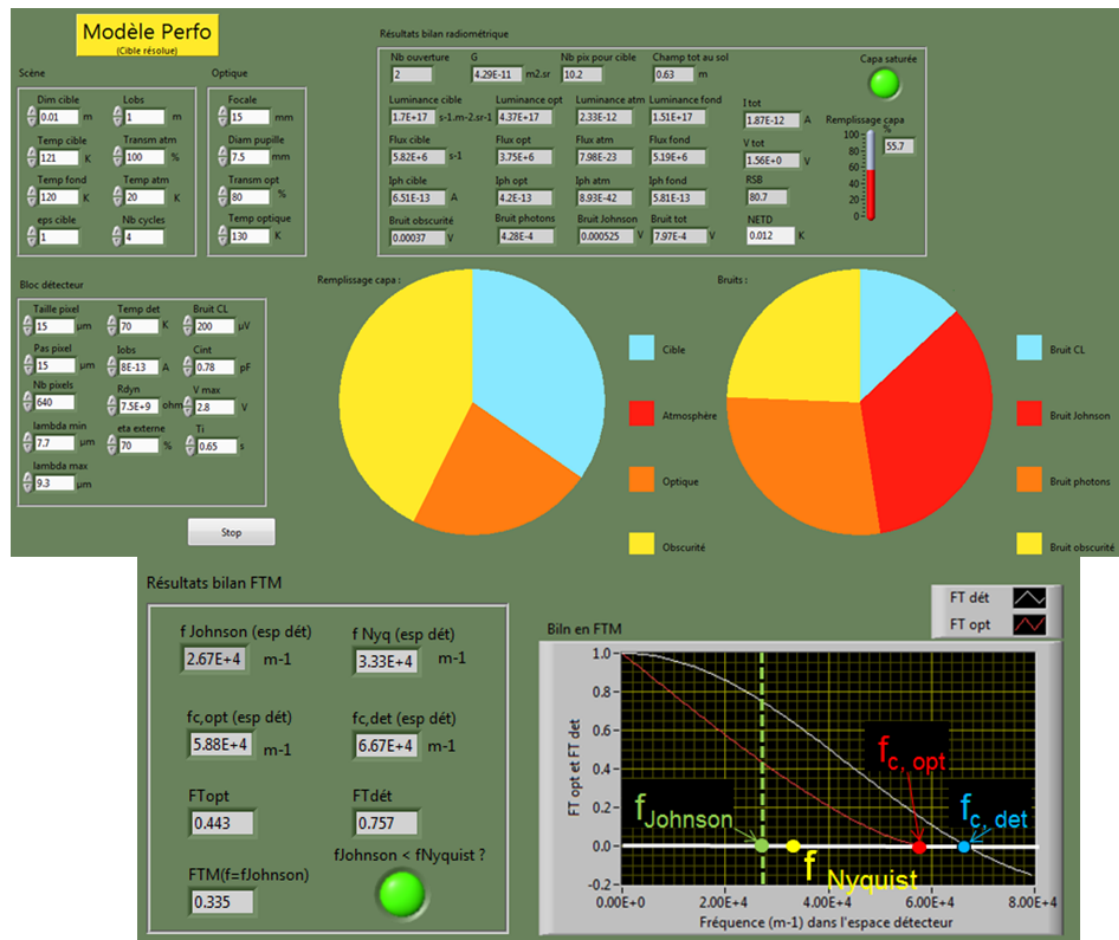 Modèle Perfo
(Cible résolue)
Scène
Optique
Dim cible
0.01 m
Lobs
1 m
Focale
15 mm
Temp cible
121 K
Transm atm
100 %
Diam pupille
7.5 mm
Temp fond
120 K
Temp atm
20 K
Transm opt
80 %
eps cible
1
Nb cycles
4
Temp optique
130 K
Résultats bilan radiométrique
Nb ouverture
2
G
4.29E-11 m2.sr
Nb pix pour cible
10.2
Champ tot au sol
0.63 m
Capa saturée
Luminance cible
1.7E+17 s-1.m-2.sr-1
Luminance opt
4.37E+17
Luminance atm
2.33E-12
Luminance fond
1.51E+17
I tot
1.87E-12 A
Remplissage capa
100
80
60
40
20
0
%
55.7
Flux cible
5.82E+6 s-1
Flux opt
3.75E+6
Flux atm
7.98E-23
Flux fond
5.19E+6
V tot
1.56E+0 V
Iph cible
6.51E-13 A
Iph opt
4.2E-13
Iph atm
8.93E-42
Iph fond
5.81E-13
RSB
80.7
Bruit obscurité
0.00037 V
Bruit photons
4.28E-4
Bruit Johnson
0.000525 V
Bruit tot
7.97E-4 V
NETD
0.012 K
Bloc détecteur
Taille pixel
15 μm
Temp det
70 K
Bruit CL
200 μV
Pas pixel
15 μm
Iobs
8E-13 A
Cint
0.78 pF
Nb pixels
640
Rdyn
7.5E+9 ohm
V max
2.8 V
lambda min
7.7 μm
eta externe
70 %
Ti
0.65 s
lambda max
9.3 μm
Stop
Remplissage capa :
Cible
Atmosphère
Optique
Obscurité
Bruits :
Bruit CL
Bruit Johnson
Bruit photons
Bruit obscurité
Résultats bilan FTM
f Johnson (esp dét)
2.67E+4 m-1
f Nyq (esp dét)
3.33E+4 m-1
fc,opt (esp dét)
5.88E+4 m-1
fc,det (esp dét)
6.67E+4 m-1
FTopt
0.443
FTdét
0.757
FTM(f=fJohnson)
0.335
fJohnson < fNyquist ?
FT dét
FT opt
Biln en FTM
FT opt et FT det
1.0
0.8
0.6
0.4
0.2
0.0
-0.2
fJohnson
f Nyquist
fc, opt
fc, det
0.00E+0 2.00E+4 4.00E+4 6.00E+4 8.00E+4
Fréquence (m-1) dans l'espace détecteur